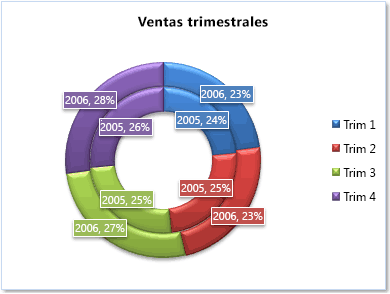 Ventas trimestrales
2006, 28%
2006, 23%
2005, 24%
2005, 26%
2005, 25%
2005, 25%
2006, 27%
2006, 23%
Trim 1
Trim 2
Trim 3
Trim 4